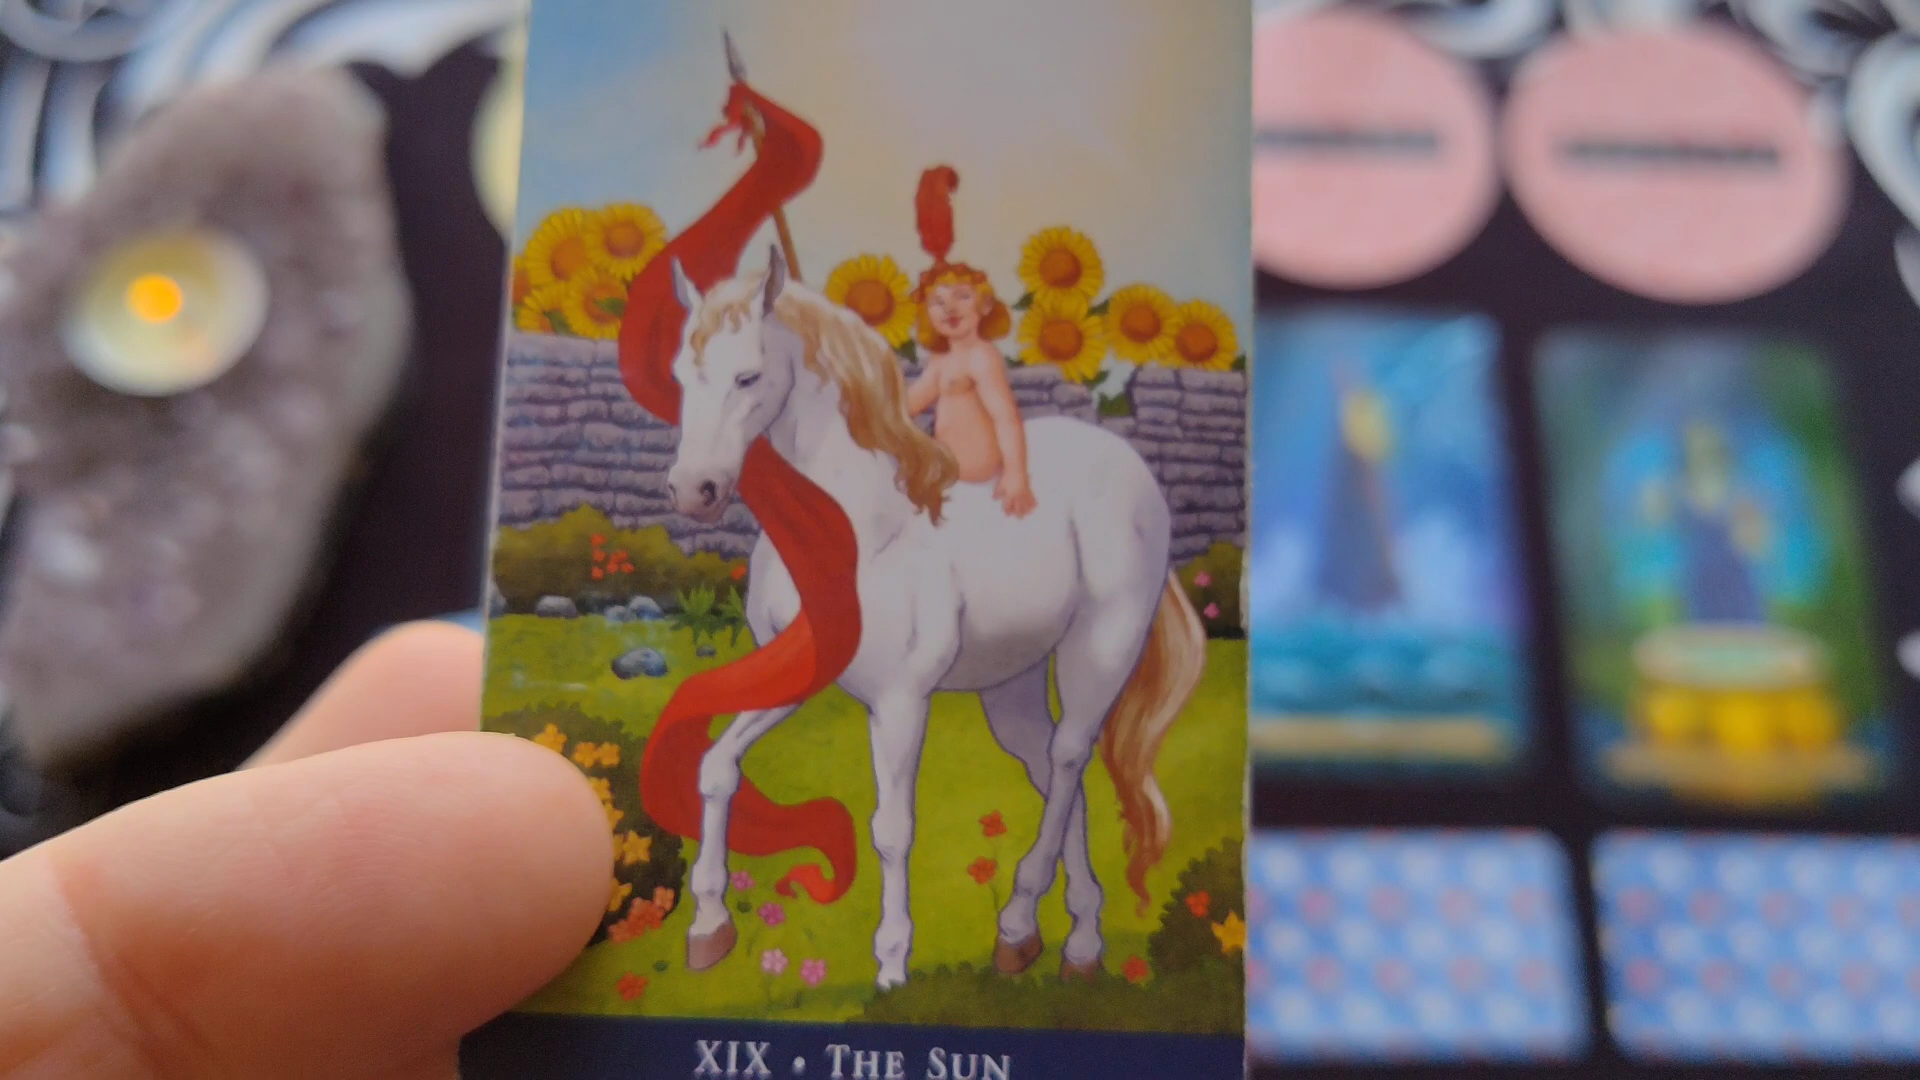 XIX • THE SUN